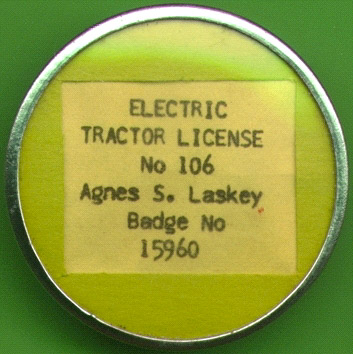 ELECTRIC
TRACTOR LICENSE
No 106
Agnes S. Laskey
Badge No
15960